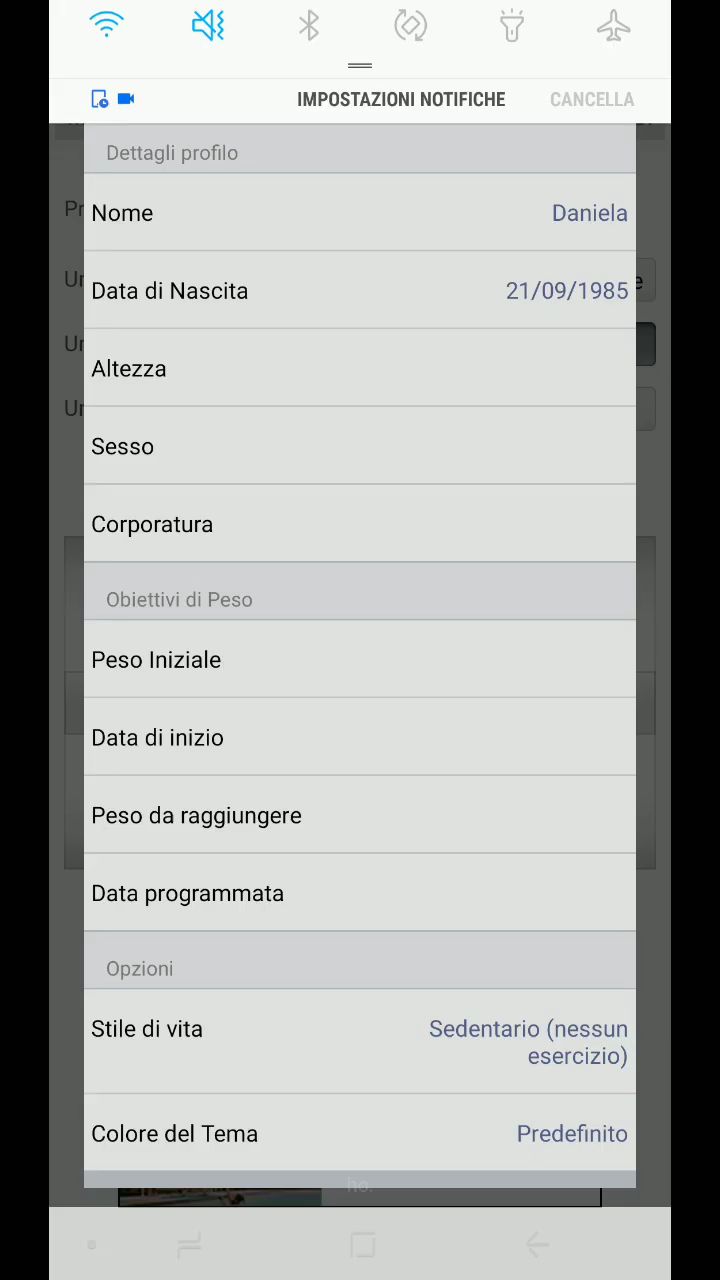 IMPOSTAZIONI NOTIFICHE CANCELLA
Dettagli profilo
Nome Daniela
Data di Nascita 21/09/1985
Altezza
Sesso
Corporatura
Obiettivi di Peso
Peso Iniziale
Data di inizio
Peso da raggiungere
Data programmata
Opzioni
Stile di vita Sedentario (nessun
esercizio)
Colore del Tema Predefinito
ho.